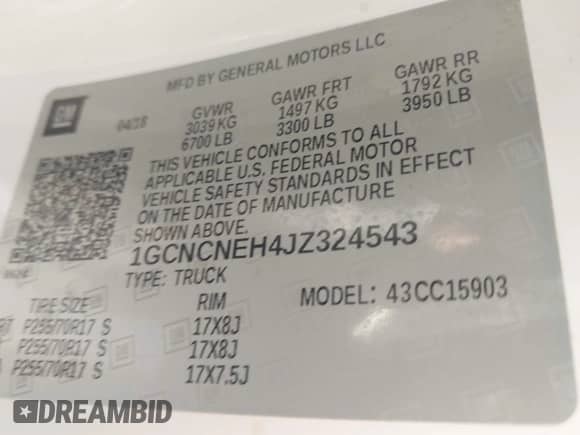 MFD BY GENERAL MOTORS LLC
GM
04/18
GVWR
3039 KG
6700 LB
GAWR FRT
1497 KG
3300 LB
GAWR RR
1792 KG
3950 LB
THIS VEHICLE CONFORMS TO ALL
APPLICABLE U.S. FEDERAL MOTOR
VEHICLE SAFETY STANDARDS IN EFFECT
ON THE DATE OF MANUFACTURE
SHOWN ABOVE.
1GCNCNEH4JZ324543
TYPE: TRUCK
MODEL: 43CC15903
TIRE SIZE RIM
P255/70R17 S 17X8J
P255/70R17 S 17X8J
P255/70R17 S 17X7.5J
DREAMBID